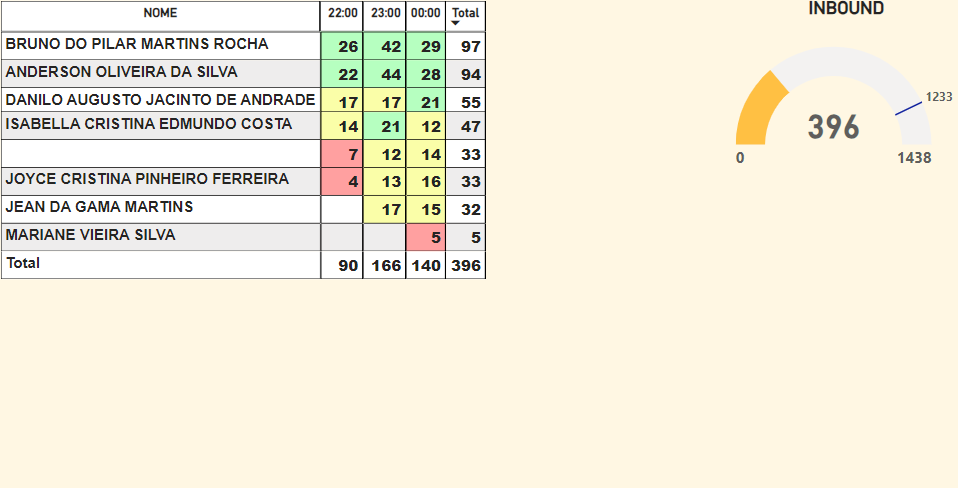 NOME 22:00 23:00 00:00 Total
BRUNO DO PILAR MARTINS ROCHA 26 42 29 97
ANDERSON OLIVEIRA DA SILVA 22 44 28 94
DANILO AUGUSTO JACINTO DE ANDRADE 17 17 21 55
ISABELLA CRISTINA EDMUNDO COSTA 14 21 12 47
7 12 14 33
JOYCE CRISTINA PINHEIRO FERREIRA 4 13 16 33
JEAN DA GAMA MARTINS 17 15 32
MARIANE VIEIRA SILVA 5 5
Total 90 166 140 396
INBOUND
1233
396
0 1438